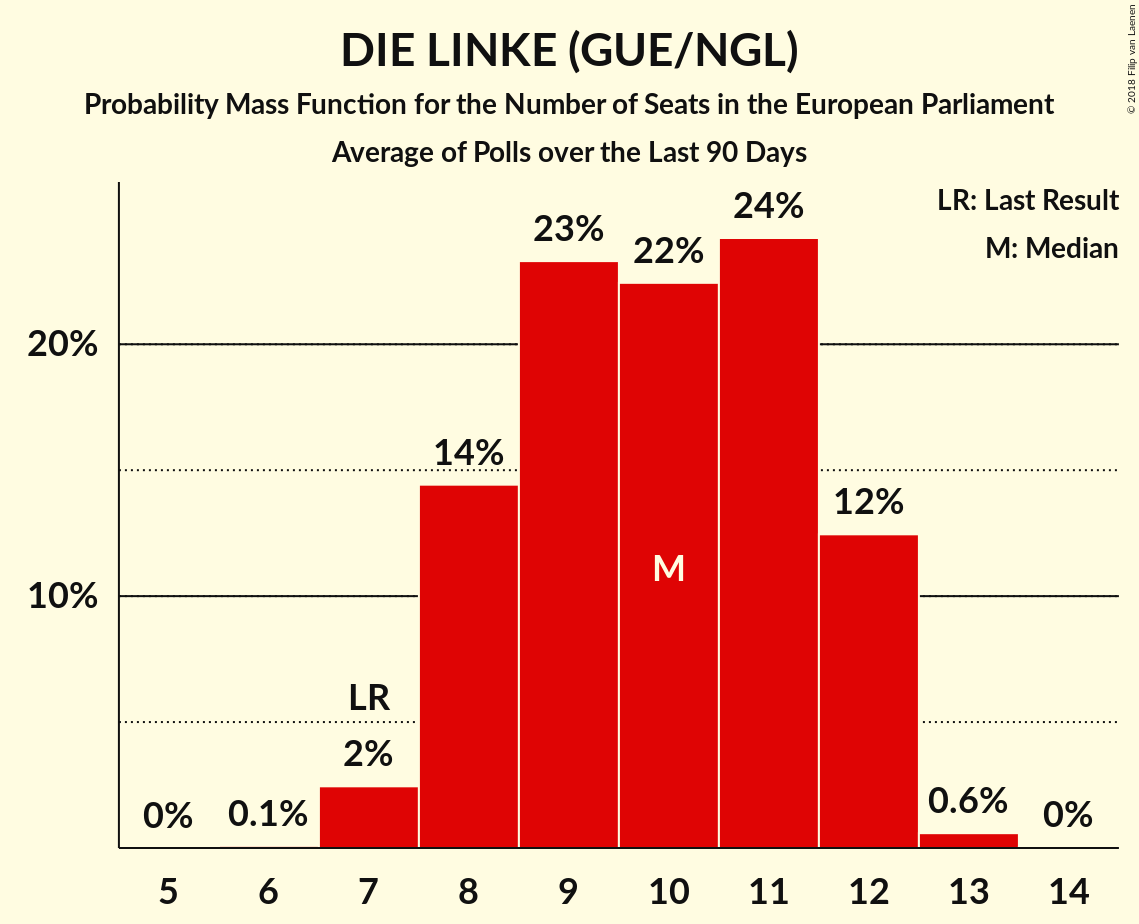 DIE LINKE (GUE/NGL)
Probability Mass Function for the Number of Seats in the European Parliament
Average of Polls over the Last 90 Days
© 2018 Filip van Laenen
LR: Last Result
M: Median
24%
23%
22%
20%
14%
12%
M
10%
LR
2%
0%
0.1%
0.6%
0%
5 6 7 8 9 10 11 12 13 14